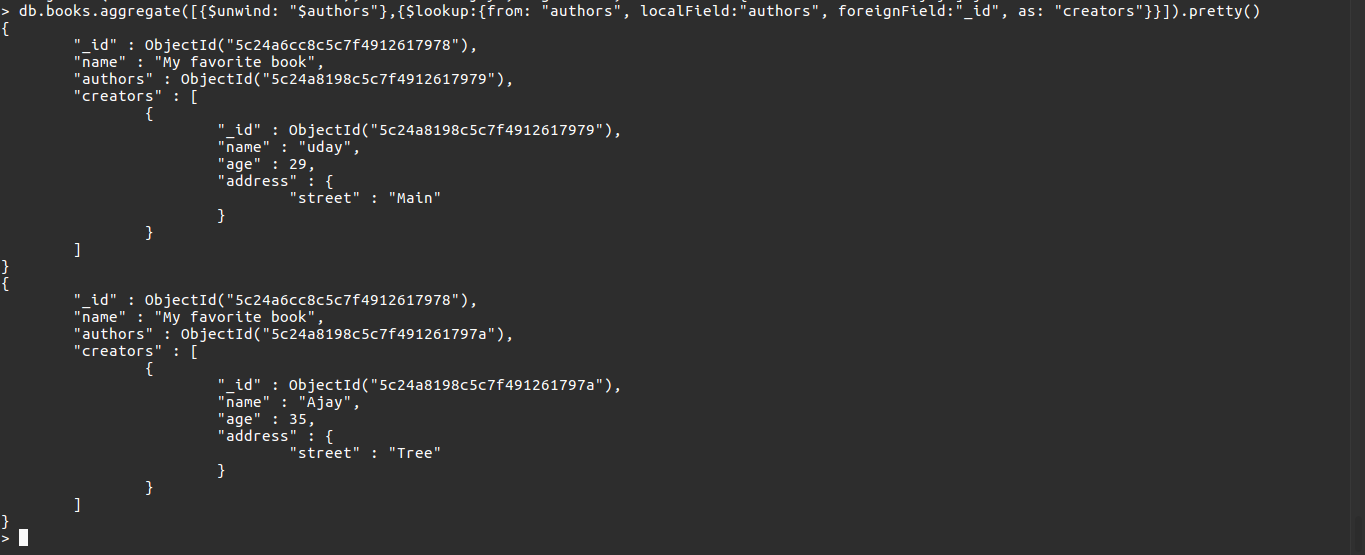 > db.books.aggregate([{$unwind: "$authors"},{$lookup:{from: "authors", localField:"authors", foreignField:"_id", as: "creators"}}]).pretty()
{
        "_id" : ObjectId("5c24a6cc8c5c7f4912617978"),
        "name" : "My favorite book",
        "authors" : ObjectId("5c24a8198c5c7f4912617979"),
        "creators" : [
                {
                        "_id" : ObjectId("5c24a8198c5c7f4912617979"),
                        "name" : "uday",
                        "age" : 29,
                        "address" : {
                                "street" : "Main"
                        }
                }
        ]
}
{
        "_id" : ObjectId("5c24a6cc8c5c7f4912617978"),
        "name" : "My favorite book",
        "authors" : ObjectId("5c24a8198c5c7f491261797a"),
        "creators" : [
                {
                        "_id" : ObjectId("5c24a8198c5c7f491261797a"),
                        "name" : "Ajay",
                        "age" : 35,
                        "address" : {
                                "street" : "Tree"
                        }
                }
        ]
}
>